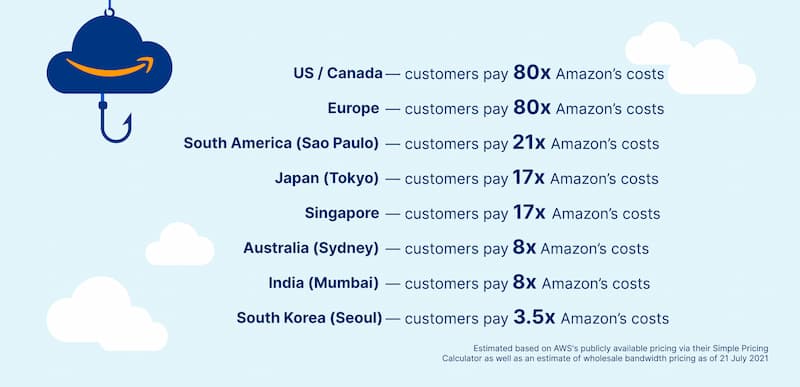 US / Canada — customers pay 80x Amazon's costs
Europe — customers pay 80x Amazon's costs
South America (Sao Paulo) — customers pay 21x Amazon's costs
Japan (Tokyo) — customers pay 17x Amazon's costs
Singapore — customers pay 17x Amazon's costs
Australia (Sydney) — customers pay 8x Amazon's costs
India (Mumbai) — customers pay 8x Amazon's costs
South Korea (Seoul) — customers pay 3.5x Amazon's costs
Estimated based on AWS's publicly available pricing via their Simple Pricing
Calculator as well as an estimate of wholesale bandwidth pricing as of 21 July 2021